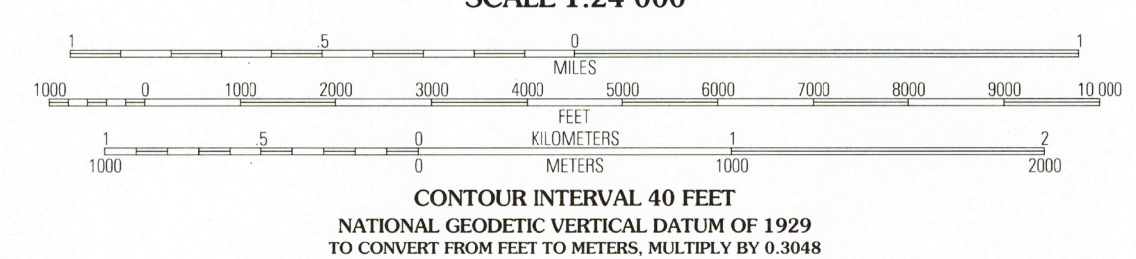 SCALE 1:24 000
1 .5 0 1
MILES
1000 0 1000 2000 3000 4000 5000 6000 7000 8000 9000 10 000
FEET
1 .5 0 KILOMETERS 1 2
1000 0 METERS 1000 2000
CONTOUR INTERVAL 40 FEET
NATIONAL GEODETIC VERTICAL DATUM OF 1929
TO CONVERT FROM FEET TO METERS, MULTIPLY BY 0.3048